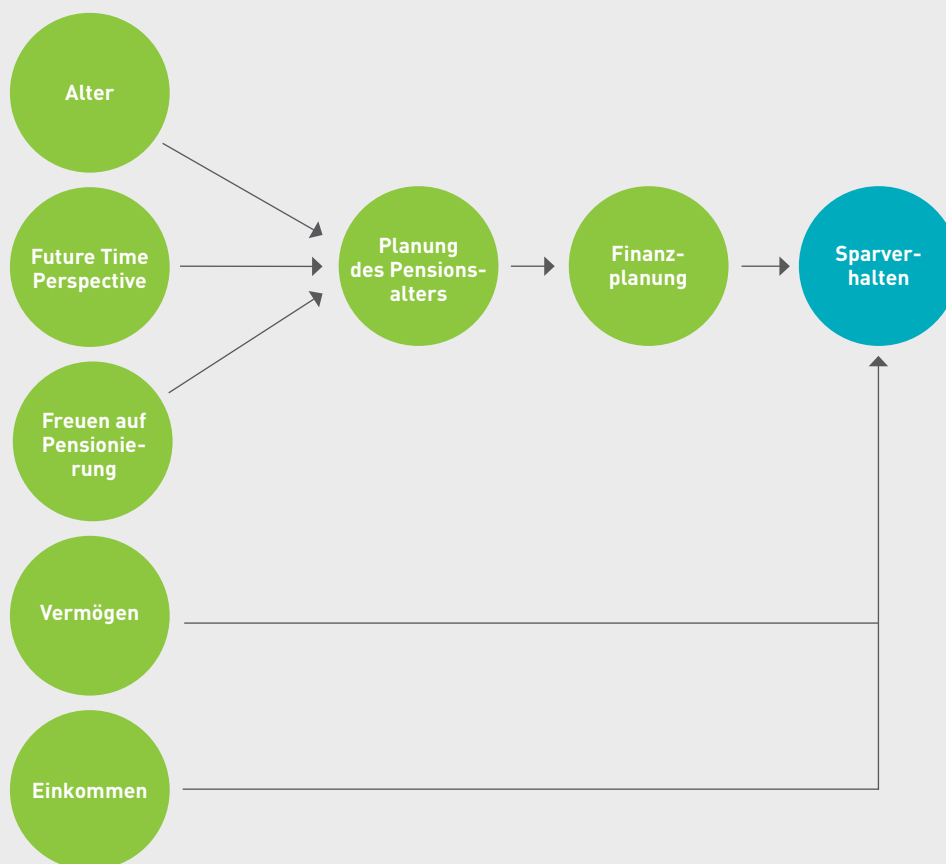 Alter
Future Time
Perspective
Freuen auf
Pensionie-
rung
Vermögen
Einkommen
Planung
des Pensions-
alters
Finanz-
planung
Sparver-
halten